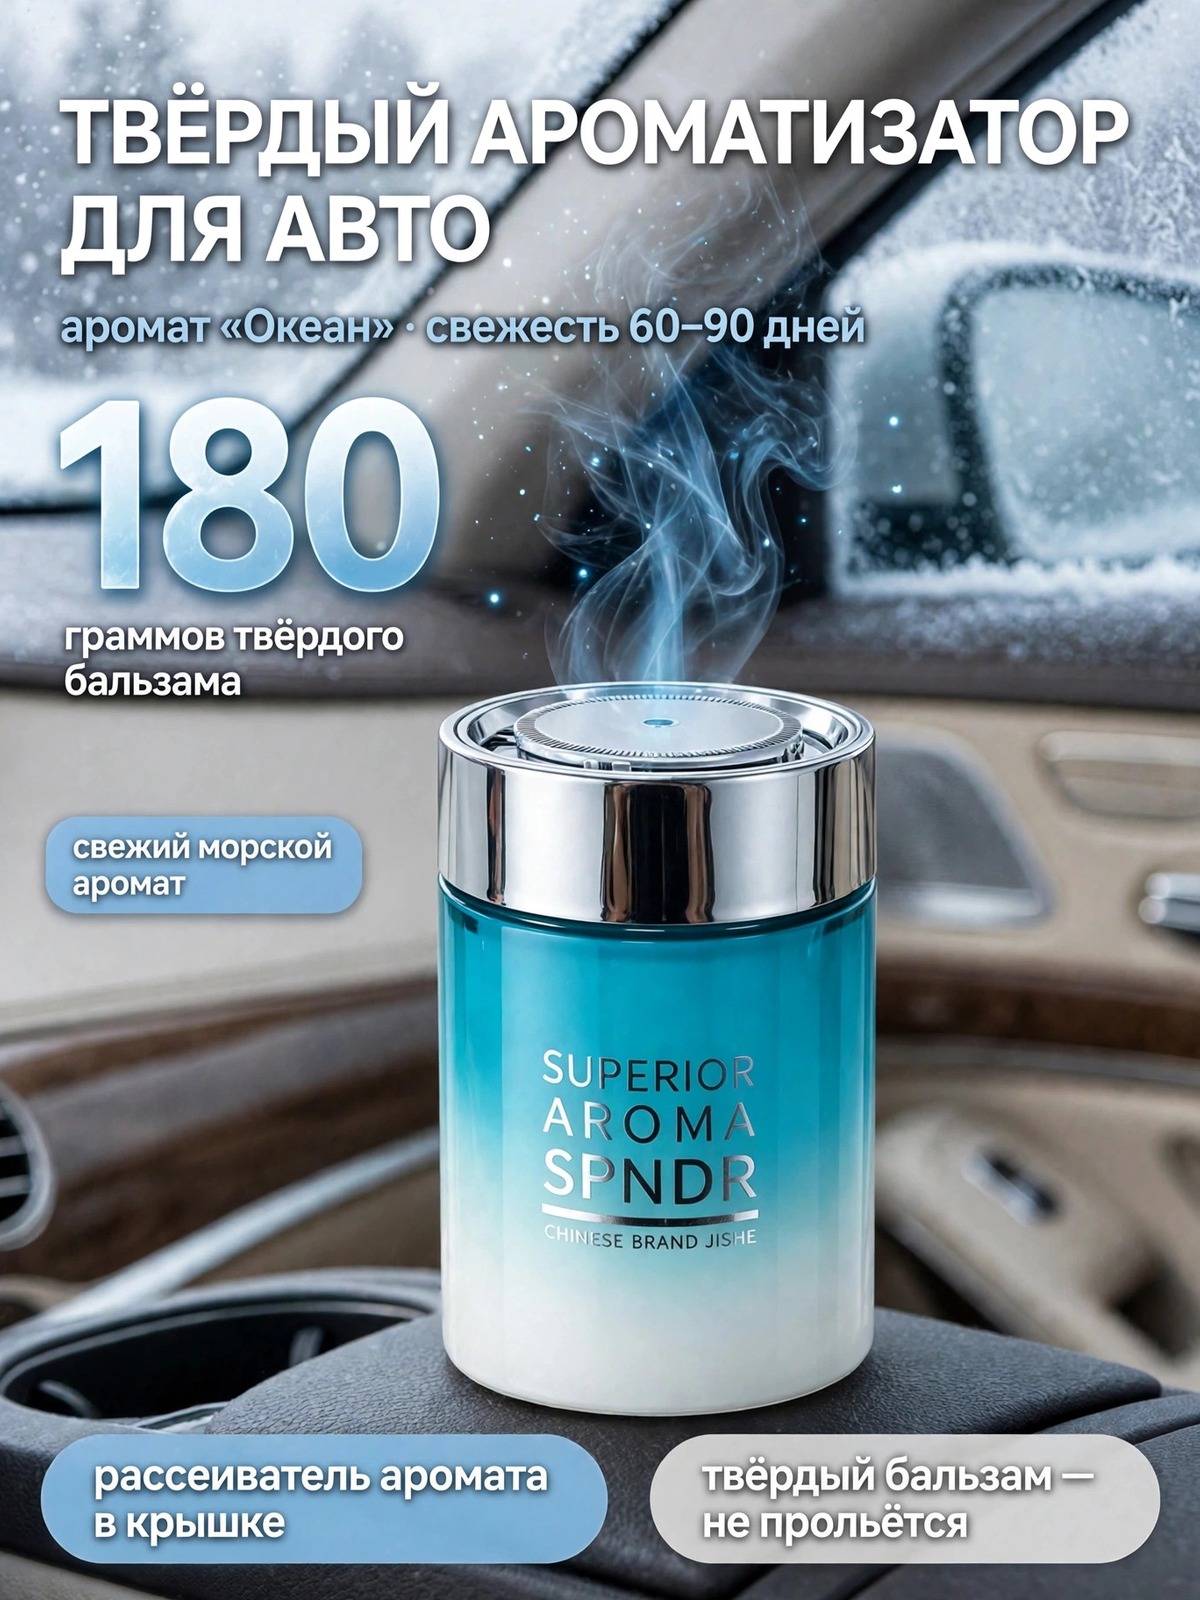 ТВЁРДЫЙ АРОМАТИЗАТОР
ДЛЯ АВТО
аромат «Океан» · свежесть 60–90 дней
180
граммов твёрдого
бальзама
свежий морской
аромат
SUPERIOR
AROMA
SPNDR
CHINESE BRAND JISHE
рассеиватель аромата
в крышке
твёрдый бальзам —
не прольётся